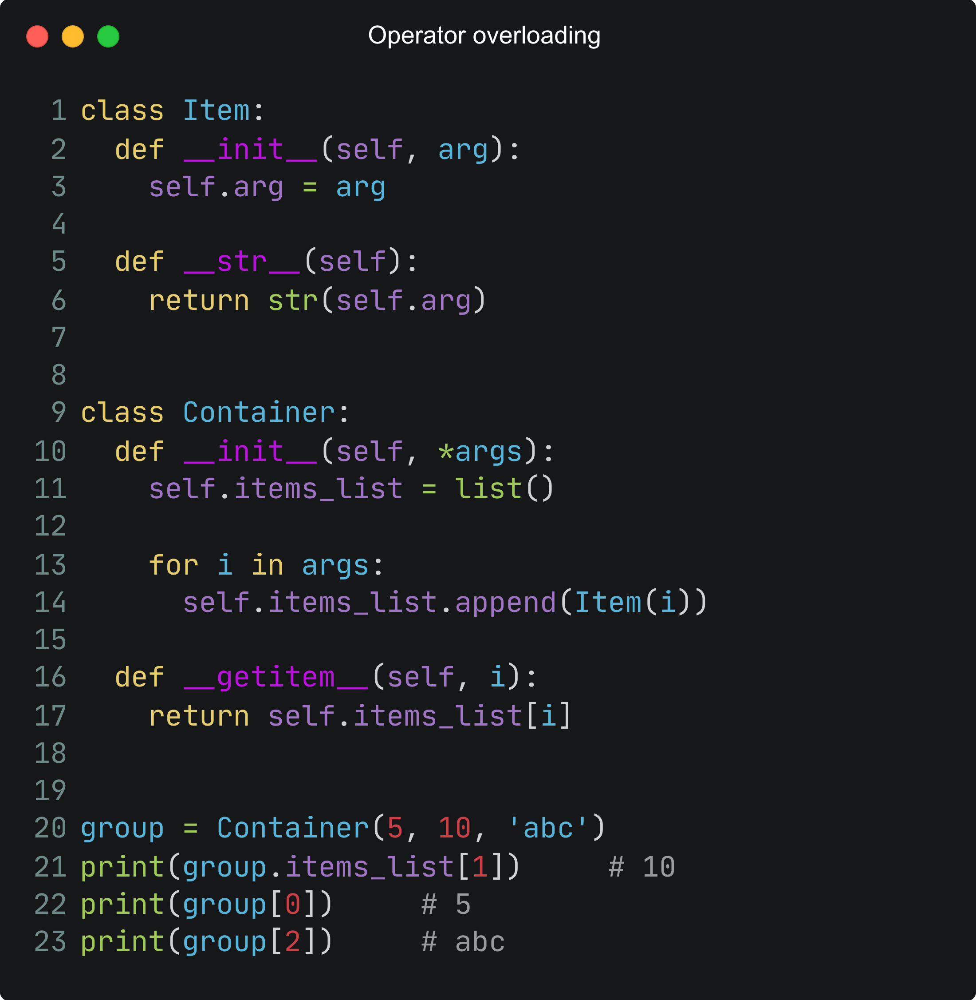 Operator overloading
1 class Item:
2   def __init__(self, arg):
3     self.arg = arg
4
5   def __str__(self):
6     return str(self.arg)
7
8
9 class Container:
10   def __init__(self, *args):
11     self.items_list = list()
12
13     for i in args:
14       self.items_list.append(Item(i))
15
16   def __getitem__(self, i):
17     return self.items_list[i]
18
19
20 group = Container(5, 10, 'abc')
21 print(group.items_list[1])     # 10
22 print(group[0])     # 5
23 print(group[2])     # abc